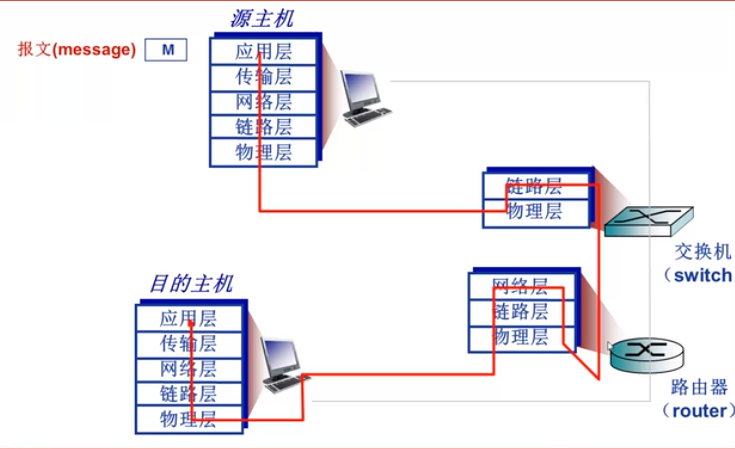 源主机
报文(message)
M
应用层
传输层
网络层
链路层
物理层
链路层
物理层
交换机
（switch
目的主机
应用层
传输层
网络层
链路层
物理层
网络层
链路层
物理层
路由器
（router）